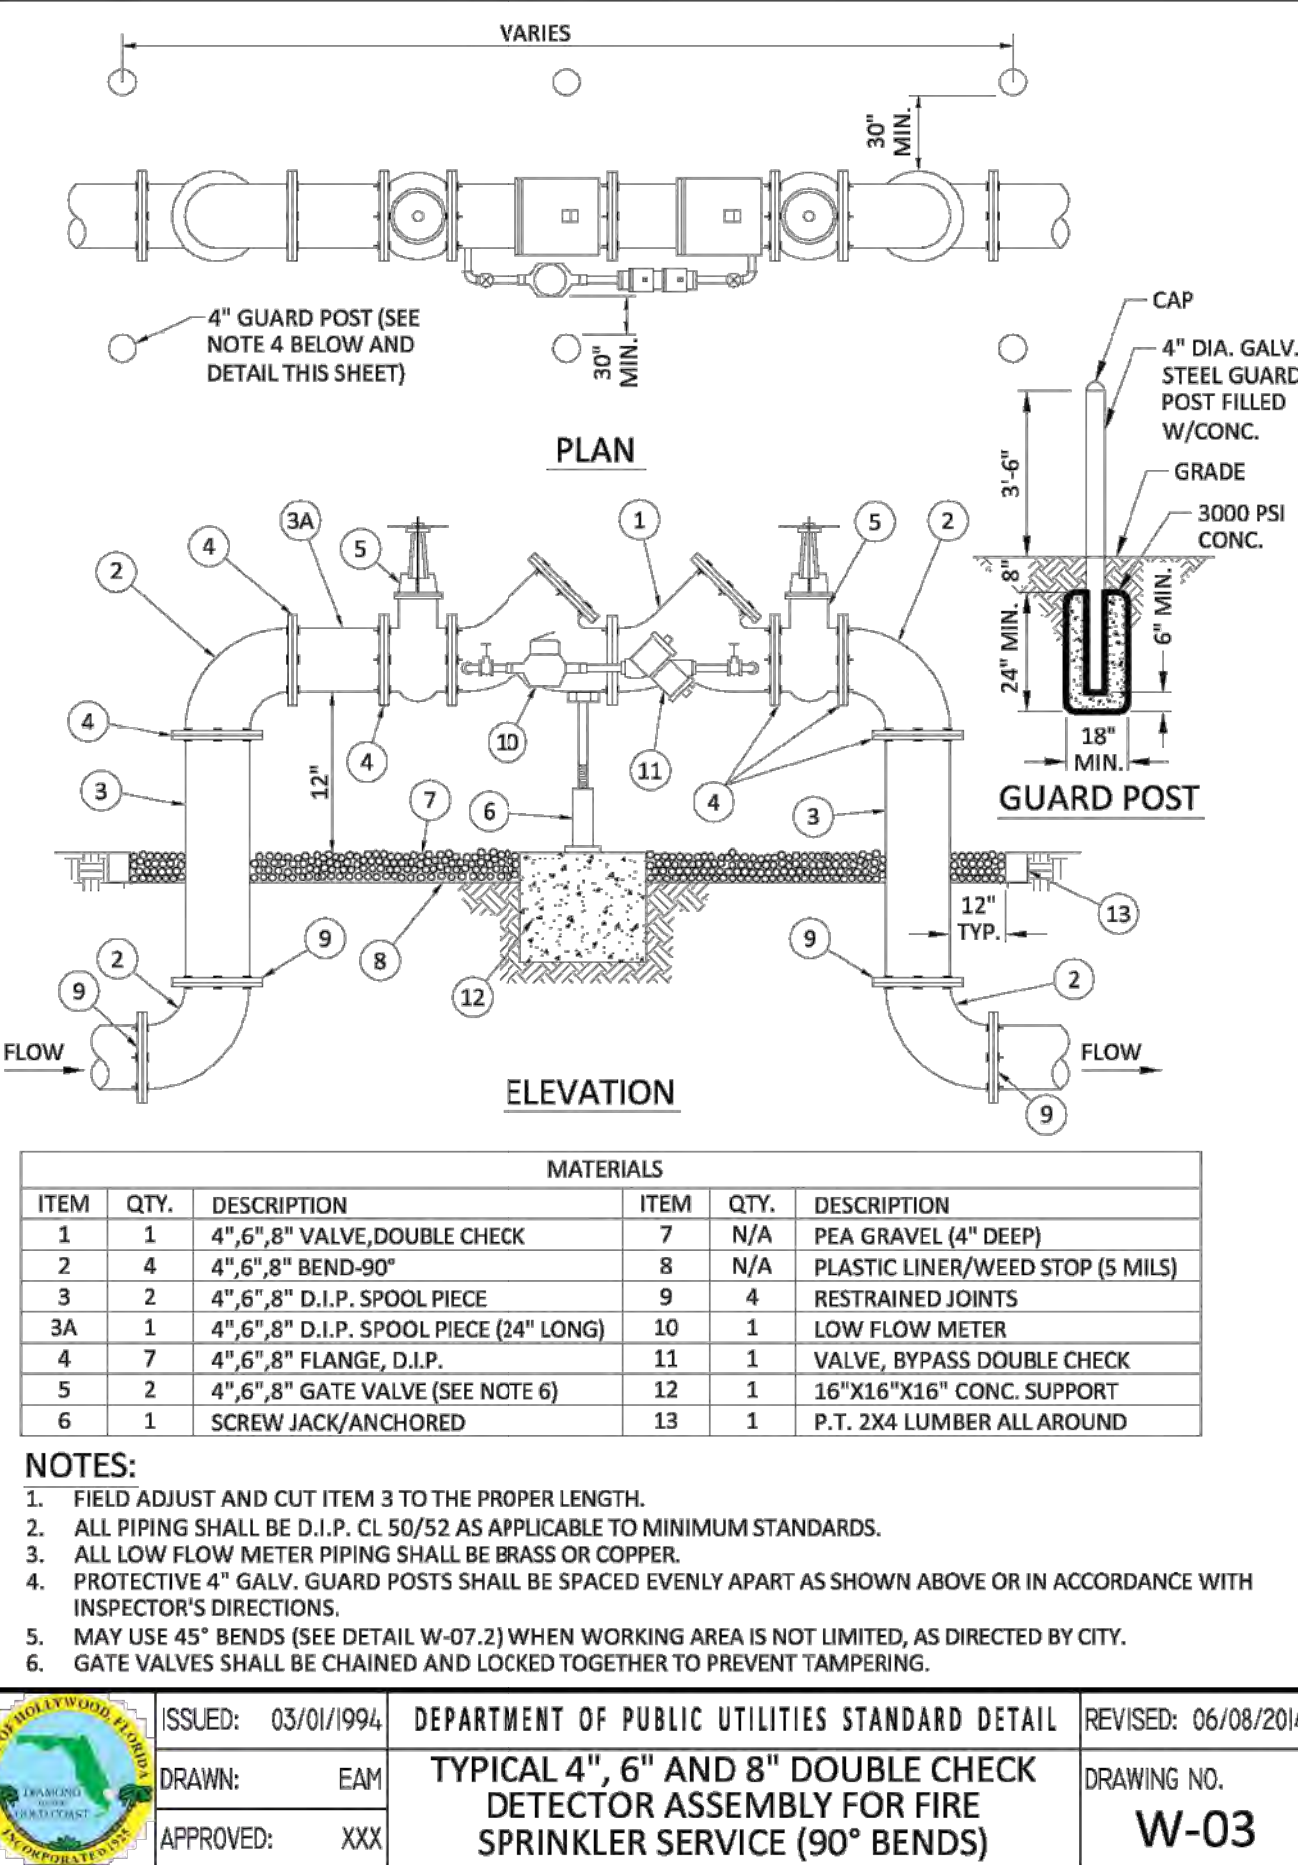 VARIES
30"
MIN.
4" GUARD POST (SEE
NOTE 4 BELOW AND
DETAIL THIS SHEET)
30"
MIN.
PLAN
CAP
4" DIA. GALV.
STEEL GUARD
POST FILLED
W/CONC.
GRADE
3000 PSI
CONC.
3'-6"
8"
24" MIN.
6" MIN.
18"
MIN.
GUARD POST
3A
1
5
2
4
5
2
4
3
12"
4
7
10
6
11
4
3
12"
TYP.
13
9
8
12
9
2
9
2
9
FLOW
FLOW
ELEVATION
MATERIALS
ITEM QTY. DESCRIPTION ITEM QTY. DESCRIPTION
1 1 4",6",8" VALVE,DOUBLE CHECK 7 N/A PEA GRAVEL (4" DEEP)
2 4 4",6",8" BEND-90° 8 N/A PLASTIC LINER/WEED STOP (5 MILS)
3 2 4",6",8" D.I.P. SPOOL PIECE 9 4 RESTRAINED JOINTS
3A 1 4",6",8" D.I.P. SPOOL PIECE (24" LONG) 10 1 LOW FLOW METER
4 7 4",6",8" FLANGE, D.I.P. 11 1 VALVE, BYPASS DOUBLE CHECK
5 2 4",6",8" GATE VALVE (SEE NOTE 6) 12 1 16"X16"X16" CONC. SUPPORT
6 1 SCREW JACK/ANCHORED 13 1 P.T. 2X4 LUMBER ALL AROUND
NOTES:
1. FIELD ADJUST AND CUT ITEM 3 TO THE PROPER LENGTH.
2. ALL PIPING SHALL BE D.I.P. CL 50/52 AS APPLICABLE TO MINIMUM STANDARDS.
3. ALL LOW FLOW METER PIPING SHALL BE BRASS OR COPPER.
4. PROTECTIVE 4" GALV. GUARD POSTS SHALL BE SPACED EVENLY APART AS SHOWN ABOVE OR IN ACCORDANCE WITH
INSPECTOR'S DIRECTIONS.
5. MAY USE 45° BENDS (SEE DETAIL W-07.2) WHEN WORKING AREA IS NOT LIMITED, AS DIRECTED BY CITY.
6. GATE VALVES SHALL BE CHAINED AND LOCKED TOGETHER TO PREVENT TAMPERING.
OF HOLLYWOOD, FLORIDA
DIAMOND
GOLD COAST
INCORPORATED 1925
ISSUED: 03/01/1994
DRAWN: EAM
APPROVED: XXX
DEPARTMENT OF PUBLIC UTILITIES STANDARD DETAIL
TYPICAL 4", 6" AND 8" DOUBLE CHECK
DETECTOR ASSEMBLY FOR FIRE
SPRINKLER SERVICE (90° BENDS)
REVISED: 06/08/2014
DRAWING NO.
W-03